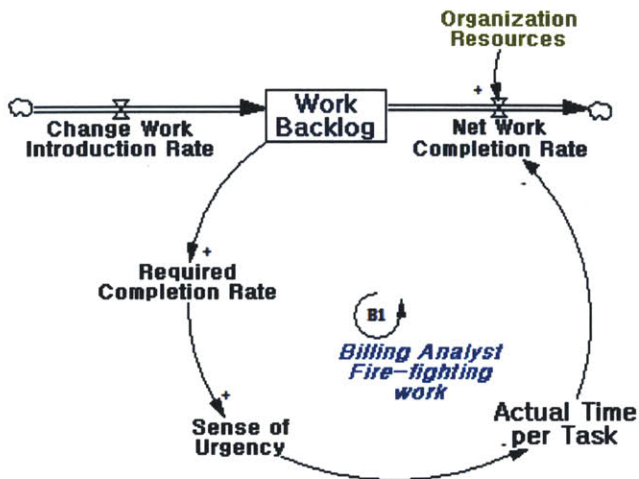 Organization
Resources
+
Work
Backlog
Change Work
Introduction Rate
Net Work
Completion Rate
-
+
Required
Completion Rate
B1
Billing Analyst
Fire-fighting
work
+
Sense of
Urgency
Actual Time
per Task
-